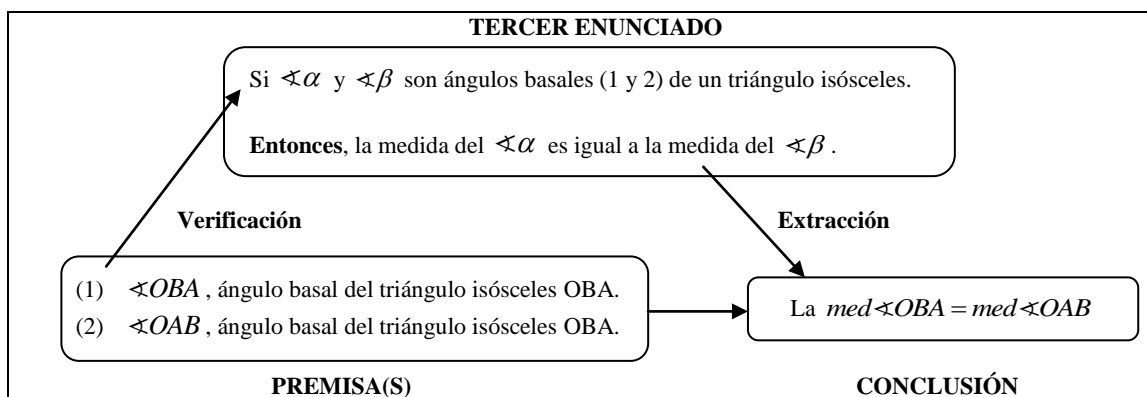 TERCER ENUNCIADO
Si ∢α y ∢β son ángulos basales (1 y 2) de un triángulo isósceles.
Entonces, la medida del ∢α es igual a la medida del ∢β.
Verificación
Extracción
(1) ∢OBA, ángulo basal del triángulo isósceles OBA.
(2) ∢OAB, ángulo basal del triángulo isósceles OBA.
La med∢OBA = med∢OAB
PREMISA(S)
CONCLUSIÓN